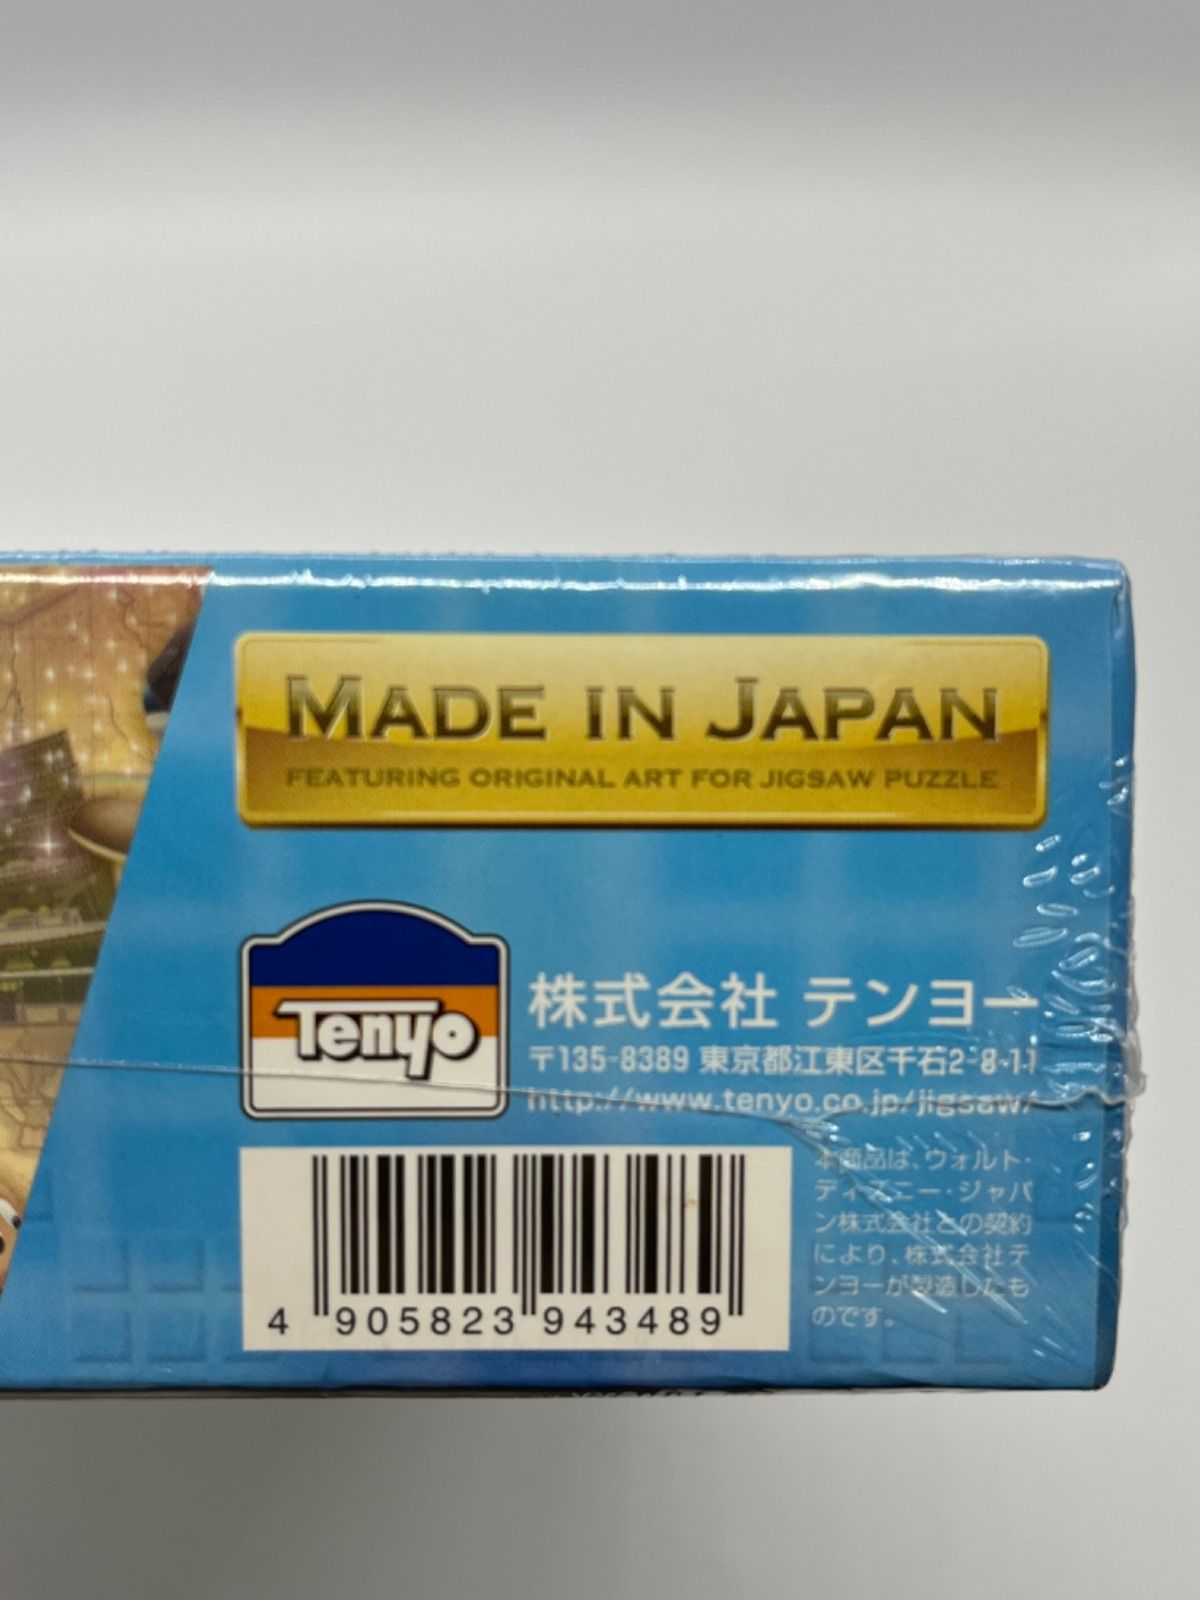 MADE IN JAPAN
FEATURING ORIGINAL ART FOR JIGSAW PUZZLE
Tenyo
株式会社 テンヨー
〒135-8389 東京都江東区千石2-8-11
http://www.tenyo.co.jp/jigsaw/
本商品は、ウォルト・
ディズニー・ジャパ
ン株式会社との契約
により、株式会社テ
ンヨーが製造したも
のです。
4 905823 943489